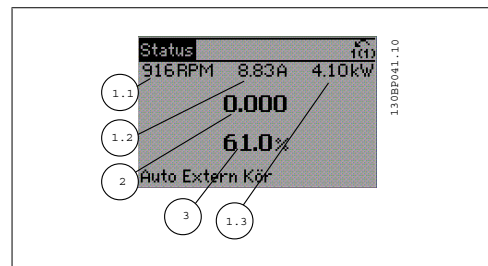 Status
1(1)
916RPM 8.83A 4.10kW
0.000
61.0%
Auto Extern Kör
1.1
1.2
2
3
1.3
130BP041.10